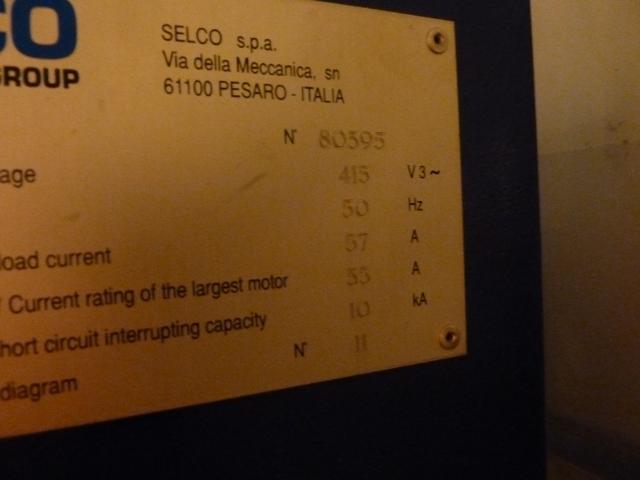 CO
GROUP
SELCO s.p.a.
Via della Meccanica, sn
61100 PESARO - ITALIA
N° 80595
age 415 V 3 ~
50 Hz
load current 57 A
Current rating of the largest motor 55 A
hort circuit interrupting capacity 10 kA
diagram N° 11